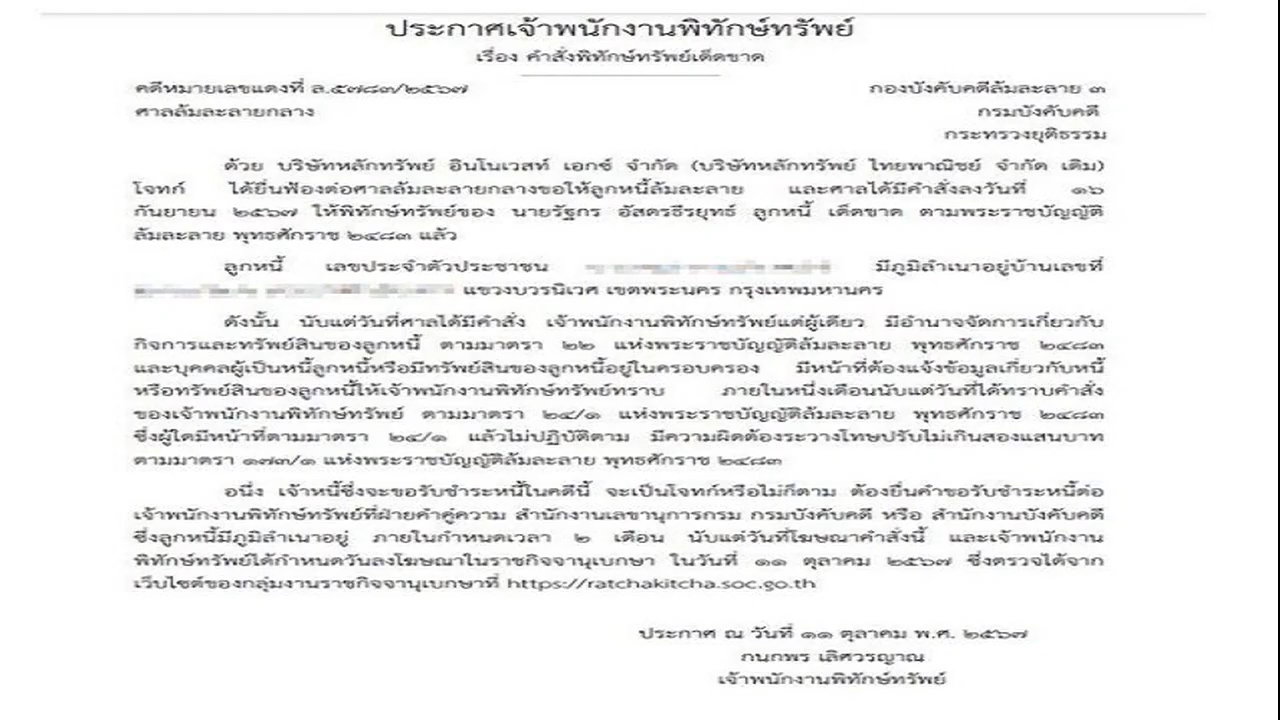 ประกาศเจ้าพนักงานพิทักษ์ทรัพย์
เรื่อง คำสั่งพิทักษ์ทรัพย์เด็ดขาด
คดีหมายเลขแดงที่ ล.๕๗๘๓/๒๕๖๗
กองบังคับคดีล้มละลาย ๓
ศาลล้มละลายกลาง
กรมบังคับคดี
กระทรวงยุติธรรม
ด้วย บริษัทหลักทรัพย์ อินโนเวสท์ เอกซ์ จำกัด (บริษัทหลักทรัพย์ ไทยพาณิชย์ จำกัด เดิม)
โจทก์ ได้ยื่นฟ้องต่อศาลล้มละลายกลางขอให้ลูกหนี้ล้มละลาย และศาลได้มีคำสั่งลงวันที่ ๑๖
กันยายน ๒๕๖๗ ให้พิทักษ์ทรัพย์ของ นายรัฐกร อัสดรธีรยุทธ์ ลูกหนี้ เด็ดขาด ตามพระราชบัญญัติ
ล้มละลาย พุทธศักราช ๒๔๘๓ แล้ว
ลูกหนี้ เลขประจำตัวประชาชน มีภูมิลำเนาอยู่บ้านเลขที่
แขวงบวรนิเวศ เขตพระนคร กรุงเทพมหานคร
ดังนั้น นับแต่วันที่ศาลได้มีคำสั่ง เจ้าพนักงานพิทักษ์ทรัพย์แต่ผู้เดียว มีอำนาจจัดการเกี่ยวกับ
กิจการและทรัพย์สินของลูกหนี้ ตามมาตรา ๒๒ แห่งพระราชบัญญัติล้มละลาย พุทธศักราช ๒๔๘๓
และบุคคลผู้เป็นหนี้ลูกหนี้หรือมีทรัพย์สินของลูกหนี้อยู่ในครอบครอง มีหน้าที่ต้องแจ้งข้อมูลเกี่ยวกับหนี้
หรือทรัพย์สินของลูกหนี้ให้เจ้าพนักงานพิทักษ์ทรัพย์ทราบ ภายในหนึ่งเดือนนับแต่วันที่ได้ทราบคำสั่ง
ของเจ้าพนักงานพิทักษ์ทรัพย์ ตามมาตรา ๒๔/๑ แห่งพระราชบัญญัติล้มละลาย พุทธศักราช ๒๔๘๓
ซึ่งผู้ใดมีหน้าที่ตามมาตรา ๒๔/๑ แล้วไม่ปฏิบัติตาม มีความผิดต้องระวางโทษปรับไม่เกินสองแสนบาท
ตามมาตรา ๑๗๓/๑ แห่งพระราชบัญญัติล้มละลาย พุทธศักราช ๒๔๘๓
อนึ่ง เจ้าหนี้ซึ่งจะขอรับชำระหนี้ในคดีนี้ จะเป็นโจทก์หรือไม่ก็ตาม ต้องยื่นคำขอรับชำระหนี้ต่อ
เจ้าพนักงานพิทักษ์ทรัพย์ที่ฝ่ายคำคู่ความ สำนักงานเลขานุการกรม กรมบังคับคดี หรือ สำนักงานบังคับคดี
ซึ่งลูกหนี้มีภูมิลำเนาอยู่ ภายในกำหนดเวลา ๒ เดือน นับแต่วันที่โฆษณาคำสั่งนี้ และเจ้าพนักงาน
พิทักษ์ทรัพย์ได้กำหนดวันลงโฆษณาในราชกิจจานุเบกษา ในวันที่ ๑๑ ตุลาคม ๒๕๖๗ ซึ่งตรวจได้จาก
เว็บไซต์ของกลุ่มงานราชกิจจานุเบกษาที่ https://ratchakitcha.soc.go.th
ประกาศ ณ วันที่ ๑๑ ตุลาคม พ.ศ. ๒๕๖๗
กนกพร เลิศวรญาณ
เจ้าพนักงานพิทักษ์ทรัพย์